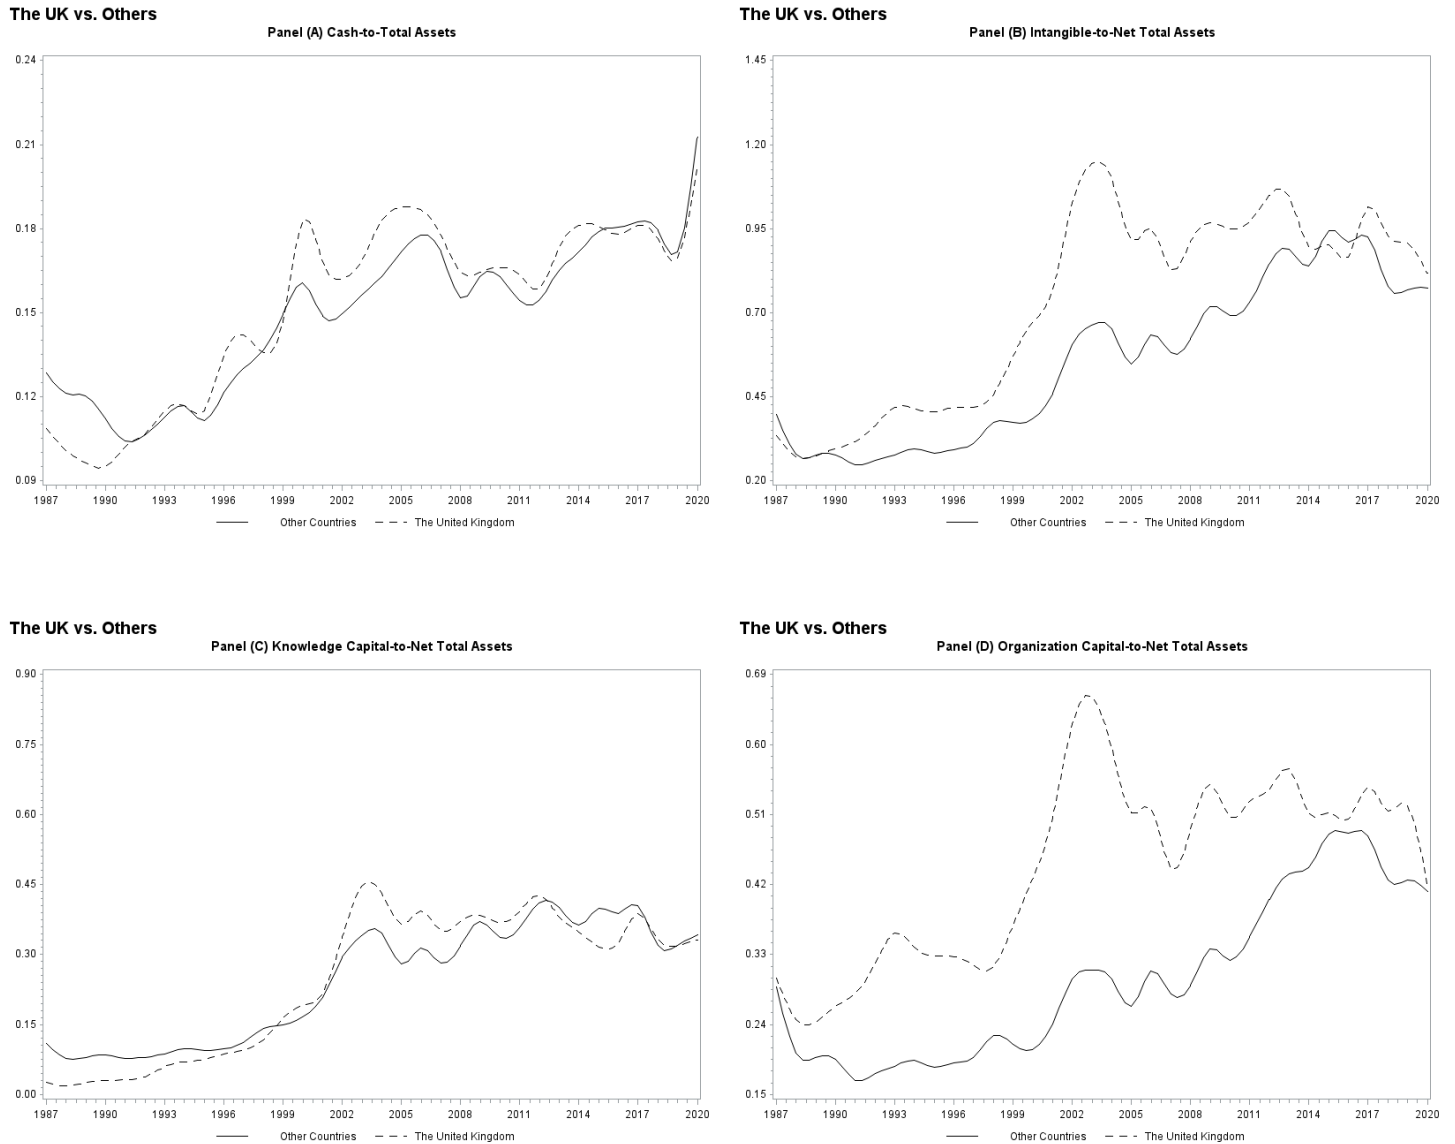 The UK vs. Others
Panel (A) Cash-to-Total Assets
0.24
0.21
0.18
0.15
0.12
0.09
1987 1990 1993 1996 1999 2002 2005 2008 2011 2014 2017 2020
Other Countries The United Kingdom
The UK vs. Others
Panel (B) Intangible-to-Net Total Assets
1.45
1.20
0.95
0.70
0.45
0.20
1987 1990 1993 1996 1999 2002 2005 2008 2011 2014 2017 2020
Other Countries The United Kingdom
The UK vs. Others
Panel (C) Knowledge Capital-to-Net Total Assets
0.90
0.75
0.60
0.45
0.30
0.15
0.00
1987 1990 1993 1996 1999 2002 2005 2008 2011 2014 2017 2020
Other Countries The United Kingdom
The UK vs. Others
Panel (D) Organization Capital-to-Net Total Assets
0.69
0.60
0.51
0.42
0.33
0.24
0.15
1987 1990 1993 1996 1999 2002 2005 2008 2011 2014 2017 2020
Other Countries The United Kingdom